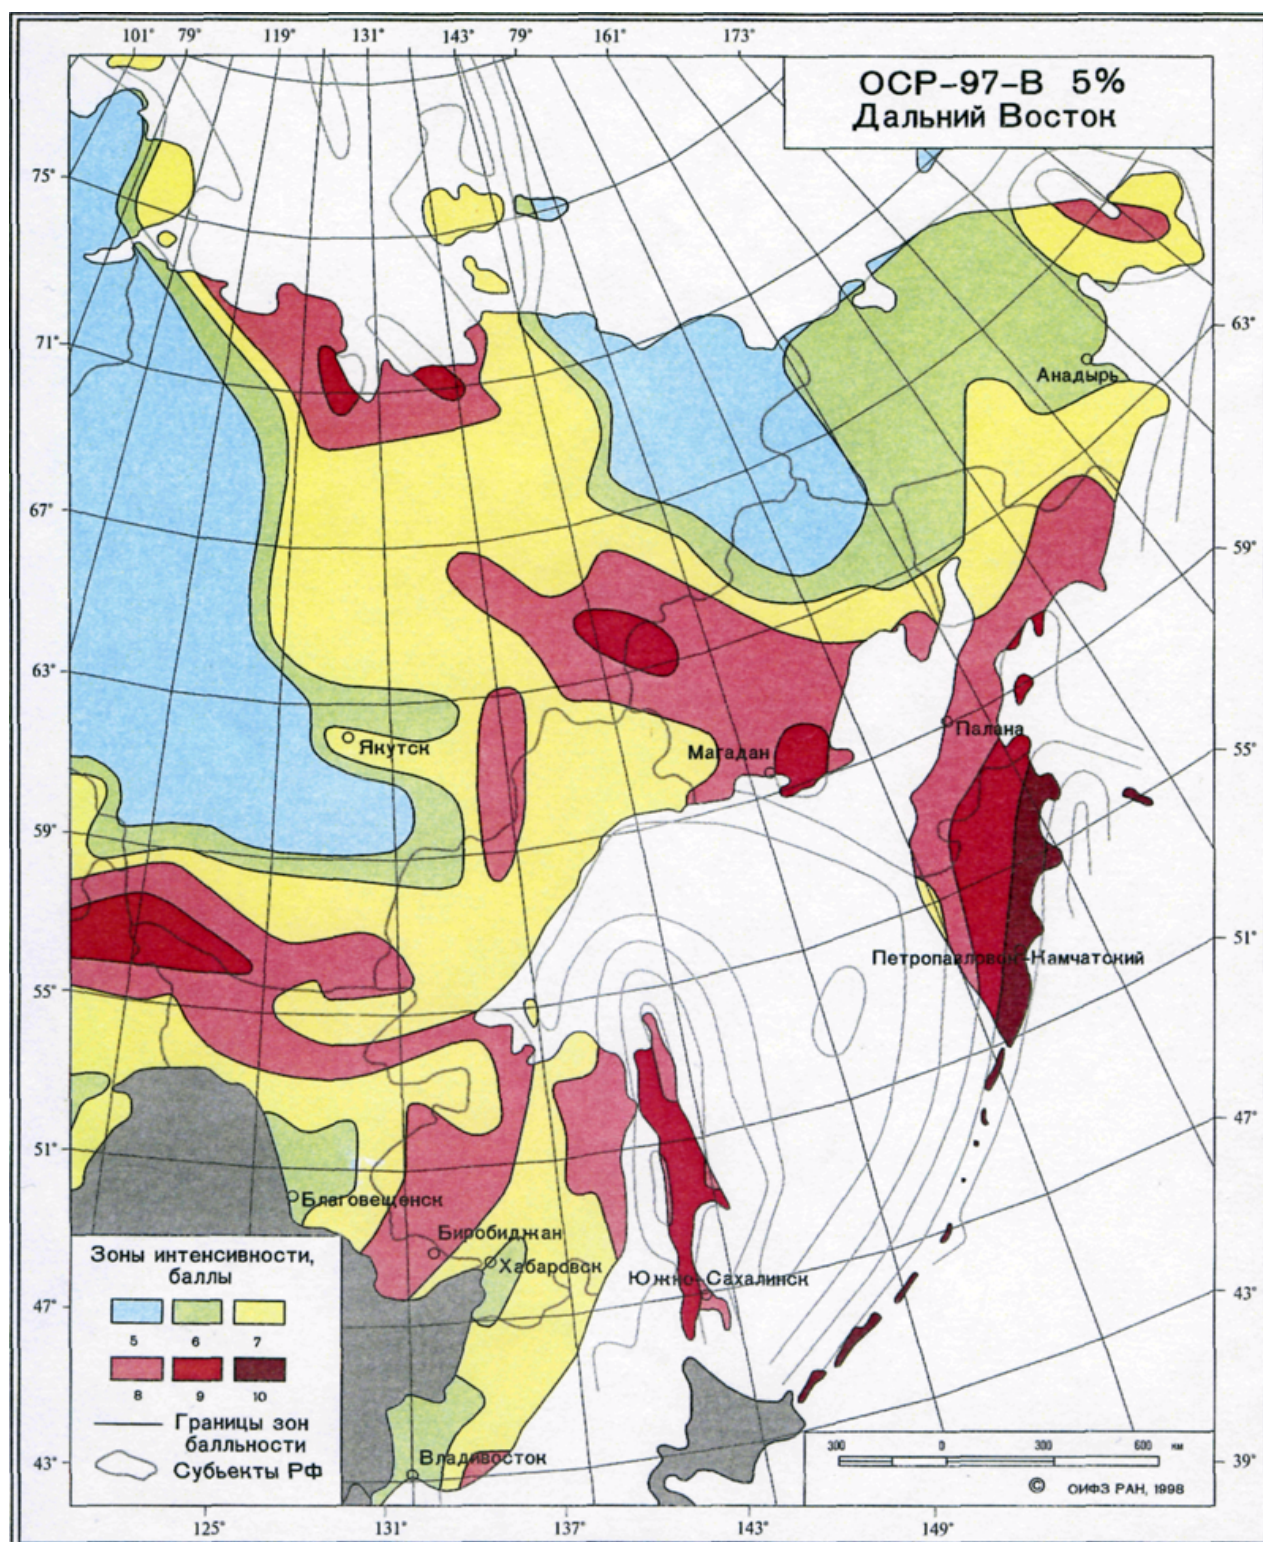 101° 79° 119° 131° 143° 79° 161° 173°
ОСР-97-В 5%
Дальний Восток
75°
71°
63°
Анадырь
67°
59°
63°
Палана
Якутск
Магадан
55°
59°
51°
Петропавловск-Камчатский
55°
47°
51°
Благовещенск
Биробиджан
Хабаровск
Южно-Сахалинск
43°
Зоны интенсивности,
баллы
5 6 7
8 9 10
Границы зон
балльности
Субъекты РФ
47°
Владивосток
300 0 300 600 км
43°
39°
© ОИФЗ РАН, 1998
125° 131° 137° 143° 149°